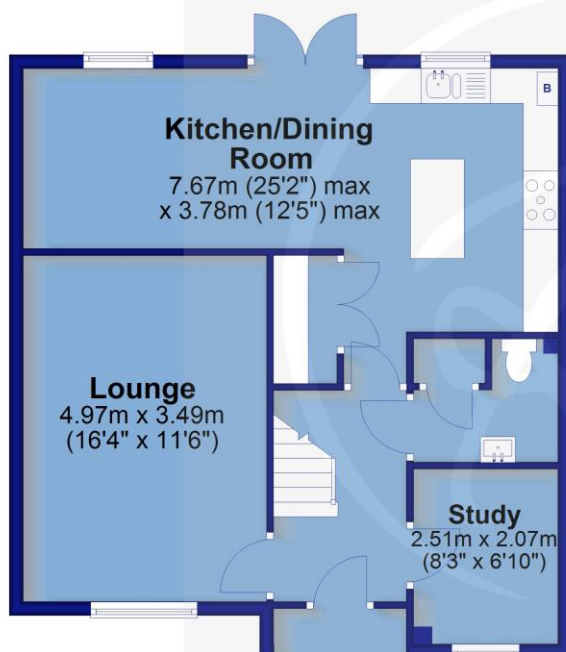 Kitchen/Dining
Room
7.67m (25'2") max
x 3.78m (12'5") max
B
Lounge
4.97m x 3.49m
(16'4" x 11'6")
Study
2.51m x 2.07m
(8'3" x 6'10")